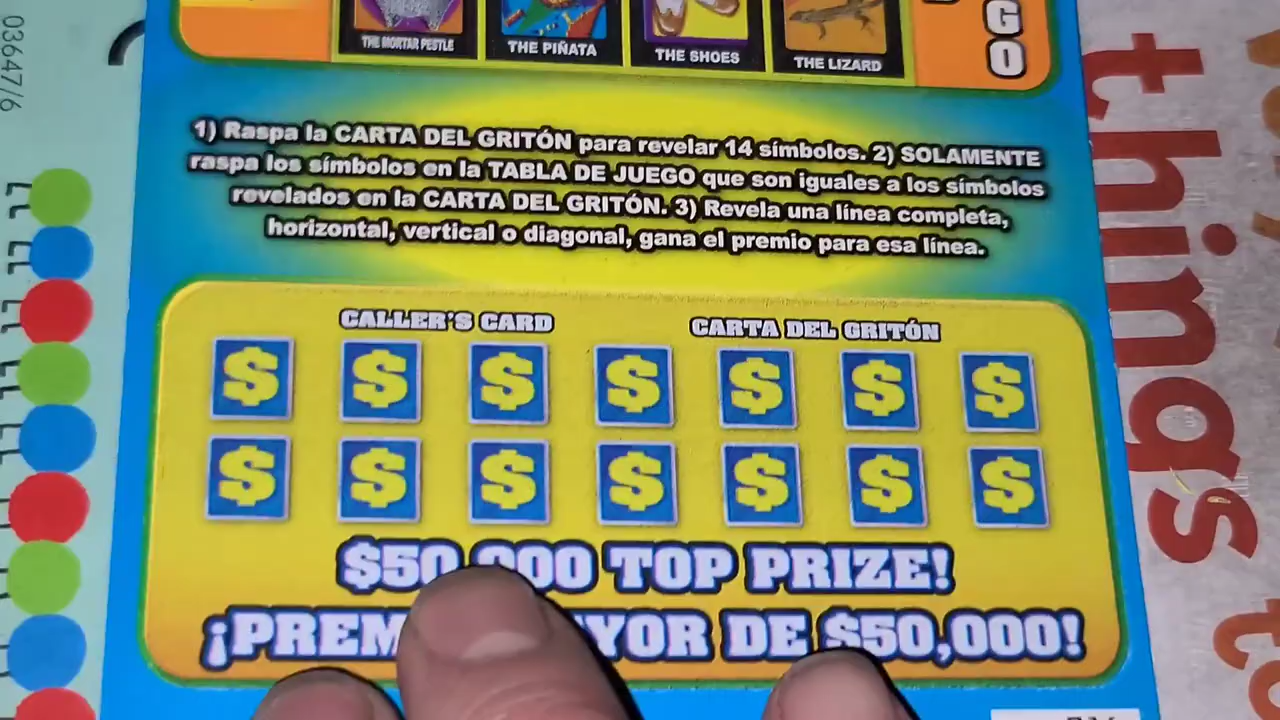 THE MORTAR PESTLE
THE PIÑATA
THE SHOES
THE LIZARD
G
O
1) Raspa la CARTA DEL GRITÓN para revelar 14 símbolos. 2) SOLAMENTE
raspa los símbolos en la TABLA DE JUEGO que son iguales a los símbolos
revelados en la CARTA DEL GRITÓN. 3) Revela una línea completa,
horizontal, vertical o diagonal, gana el premio para esa línea.
CALLER'S CARD
CARTA DEL GRITÓN
$ $ $ $ $ $ $
$ $ $ $ $ $ $
$50,000 TOP PRIZE!
DE $50,000!
03647/6
things